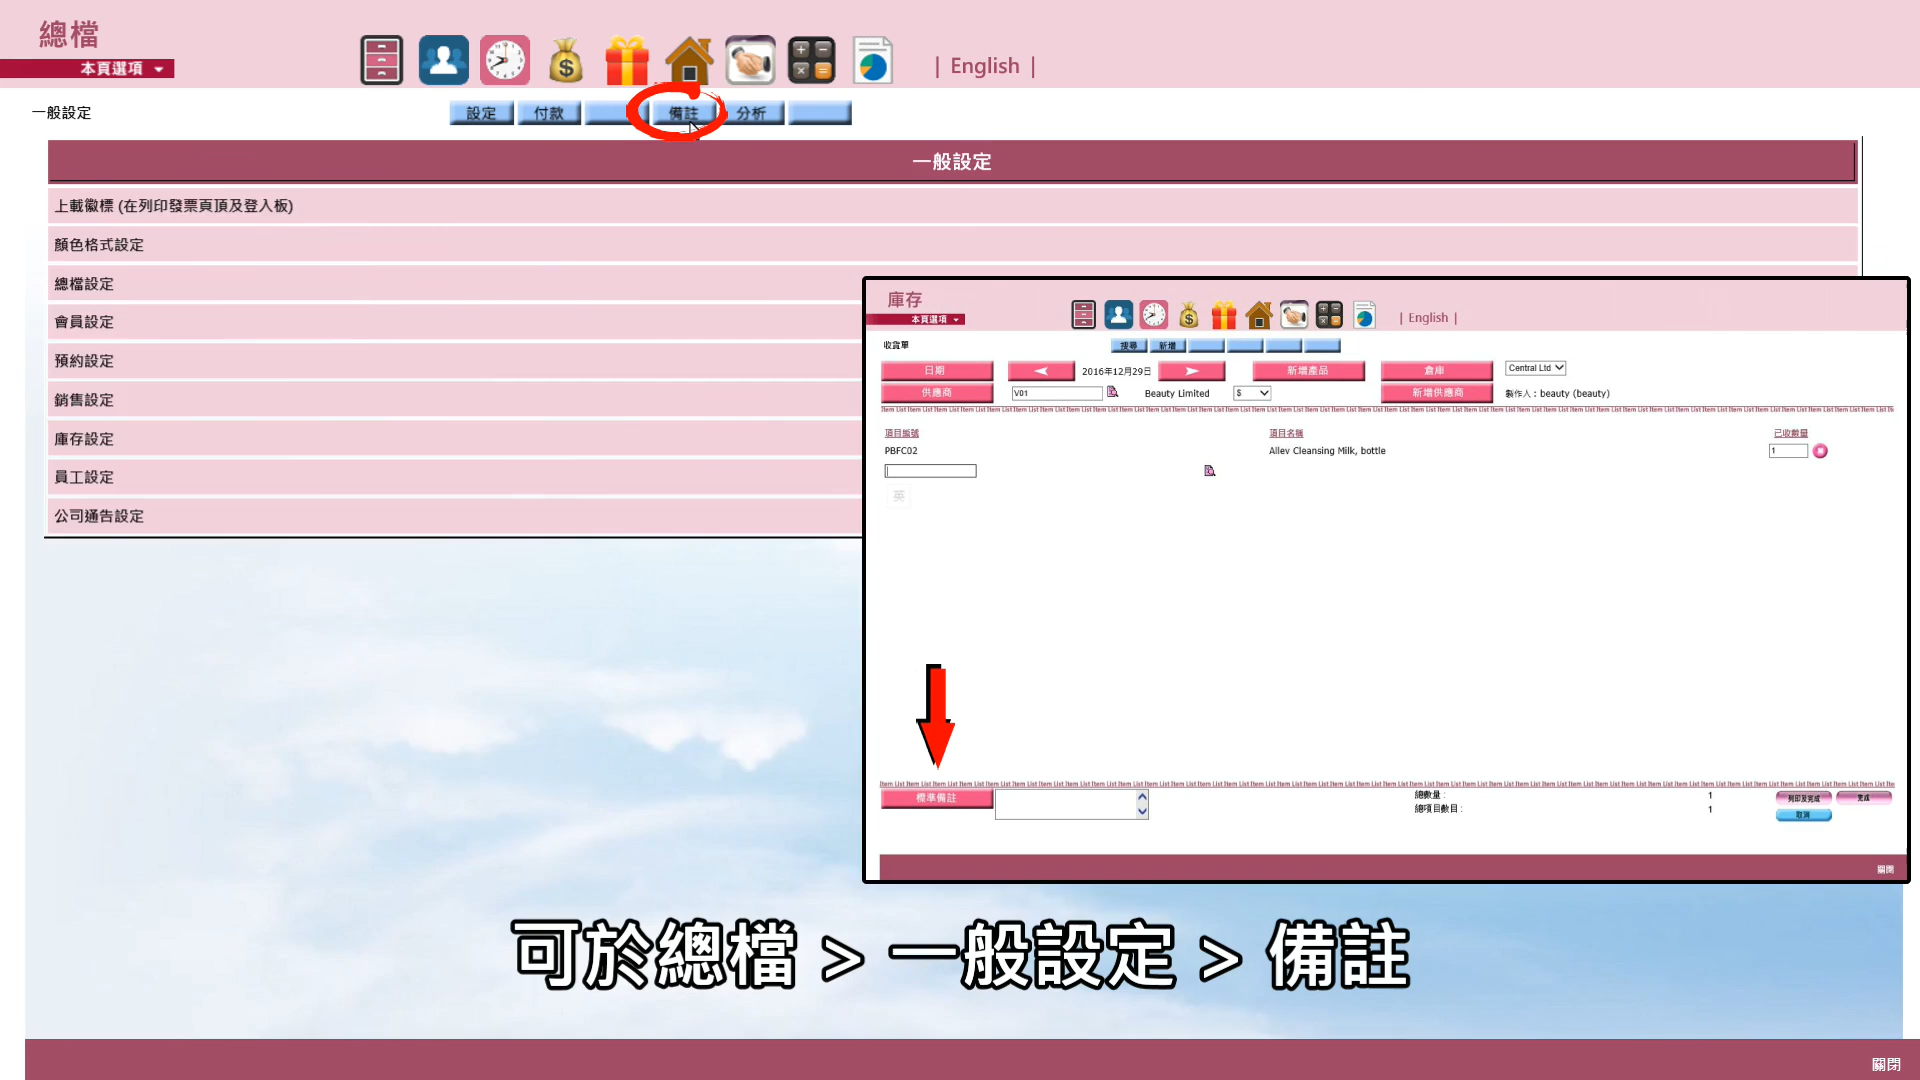 總檔
本頁選項
| English |
一般設定
設定 付款 備註 分析
一般設定
上載徽標 (在列印發票頁頂及登入板)
顏色格式設定
總檔設定
會員設定
預約設定
銷售設定
庫存設定
員工設定
公司通告設定
庫存
本頁選項
| English |
收貨單
搜尋 新增
日期 2016年12月29日 新增產品 倉庫 Central Ltd
供應商 V01 Beauty Limited $ 新增供應商 製作人：beauty (beauty)
項目編號 項目名稱 已收數量
PBFC02 Allev Cleansing Milk, bottle 1
英
標準備註 總數量 : 1 列印及完成 完成
總項目數目 : 1 取消
關閉
可於總檔 > 一般設定 > 備註
關閉